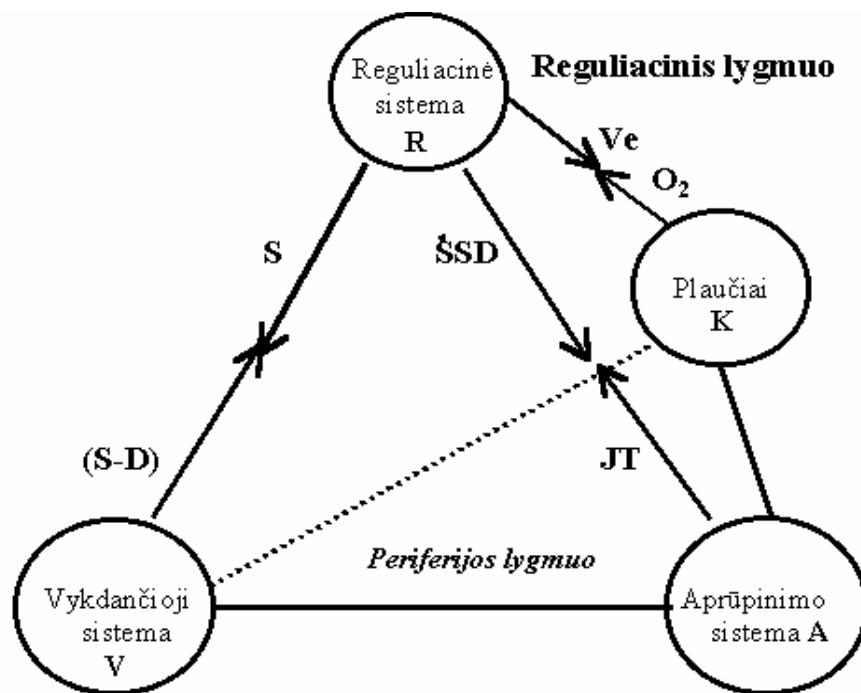 Reguliacinė
sistema
R
Reguliacinis lygmuo
Ve
O₂
S
ŠSD
Plaučiai
K
(S-D)
JT
Periferijos lygmuo
Vykdančioji
sistema
V
Aprūpinimo
sistema A